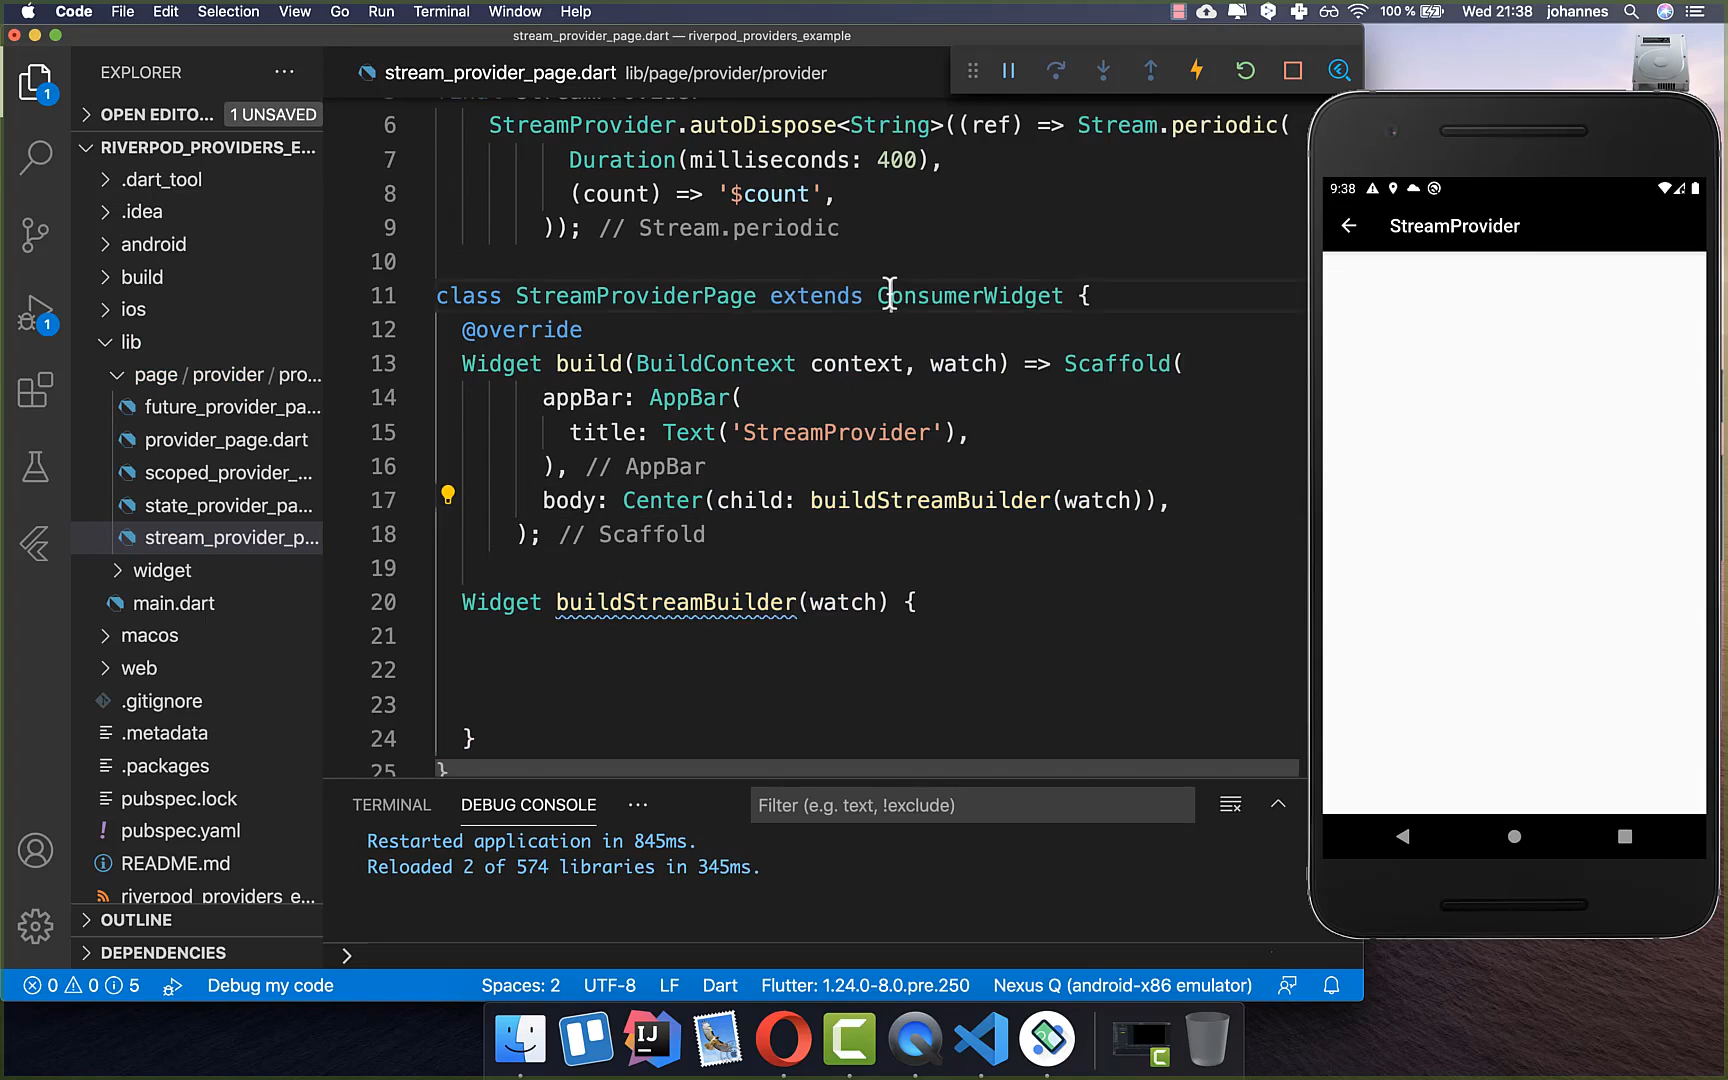 Code File Edit Selection View Go Run Terminal Window Help 100 % Wed 21:38 johannes
stream_provider_page.dart — riverpod_providers_example
EXPLORER ···
stream_provider_page.dart lib/page/provider/provider
OPEN EDITO... 1 UNSAVED
RIVERPOD_PROVIDERS_E...
.dart_tool
.idea
android
build
ios
lib
page / provider / pro...
future_provider_pa...
provider_page.dart
scoped_provider_...
state_provider_pa...
stream_provider_p...
widget
main.dart
macos
web
.gitignore
.metadata
.packages
pubspec.lock
pubspec.yaml
README.md
riverpod_providers_e...
OUTLINE
DEPENDENCIES
1
1
6 StreamProvider.autoDispose<String>((ref) => Stream.periodic(
7 Duration(milliseconds: 400),
8 (count) => '$count',
9 )); // Stream.periodic
10
11 class StreamProviderPage extends ConsumerWidget {
12 @override
13 Widget build(BuildContext context, watch) => Scaffold(
14 appBar: AppBar(
15 title: Text('StreamProvider'),
16 ), // AppBar
17 body: Center(child: buildStreamBuilder(watch)),
18 ); // Scaffold
19
20 Widget buildStreamBuilder(watch) {
21
22
23
24 }
25 }
TERMINAL DEBUG CONSOLE ··· Filter (e.g. text, !exclude)
Restarted application in 845ms.
Reloaded 2 of 574 libraries in 345ms.
0 0 5 Debug my code Spaces: 2 UTF-8 LF Dart Flutter: 1.24.0-8.0.pre.250 Nexus Q (android-x86 emulator)
9:38
StreamProvider
IJ